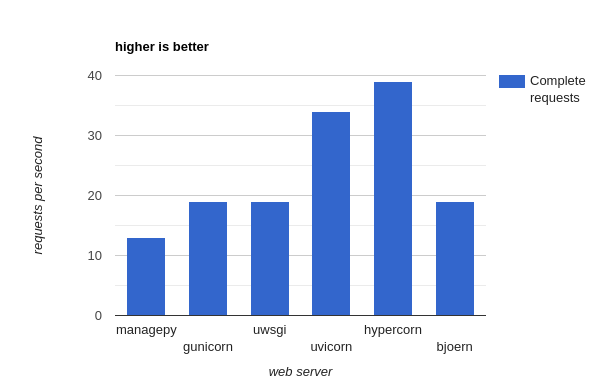 higher is better
Complete
requests
requests per second
40
30
20
10
0
managepy
gunicorn
uwsgi
uvicorn
hypercorn
bjoern
web server